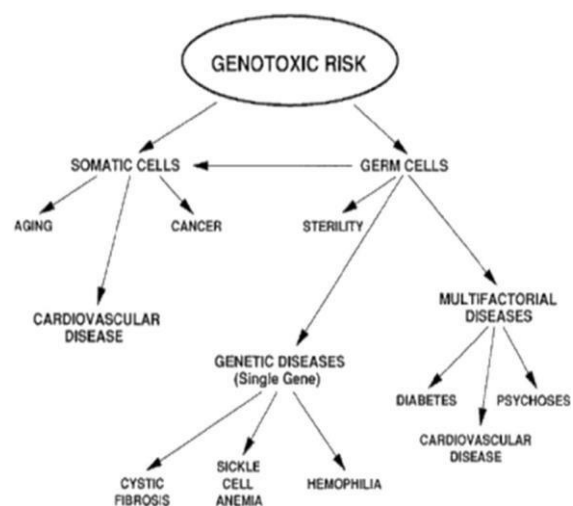 GENOTOXIC RISK
SOMATIC CELLS
GERM CELLS
AGING
CANCER
STERILITY
CARDIOVASCULAR
DISEASE
MULTIFACTORIAL
DISEASES
GENETIC DISEASES
(Single Gene)
DIABETES
PSYCHOSES
CARDIOVASCULAR
DISEASE
CYSTIC
FIBROSIS
SICKLE
CELL
ANEMIA
HEMOPHILIA